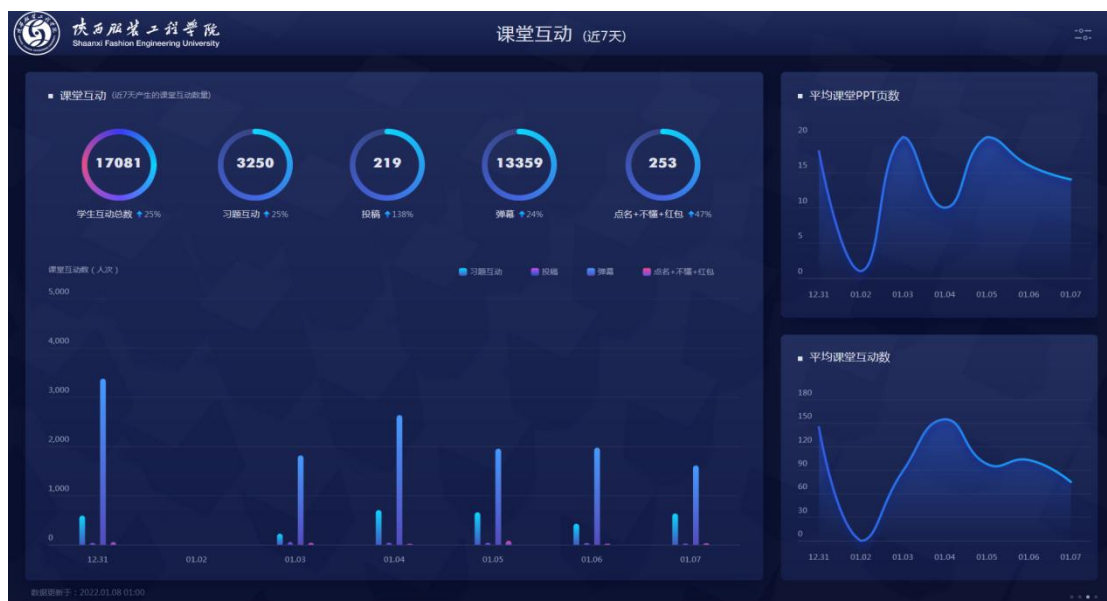 陕西服装工程学院
Shaanxi Fashion Engineering University
课堂互动 (近7天)
课堂互动 (近7天产生的课堂互动数量)
17081
3250
219
13359
253
学生互动总数 25%
习题互动 25%
投稿 138%
弹幕 24%
点名+不懂+红包 47%
课堂互动数 ( 人次 )
习题互动 投稿 弹幕 点名+不懂+红包
5,000
4,000
3,000
2,000
1,000
0
12.31 01.02 01.03 01.04 01.05 01.06 01.07
平均课堂PPT页数
20
15
10
5
0
12.31 01.02 01.03 01.04 01.05 01.06 01.07
平均课堂互动数
180
150
120
90
60
30
0
12.31 01.02 01.03 01.04 01.05 01.06 01.07
数据更新于：2022.01.08 01:00